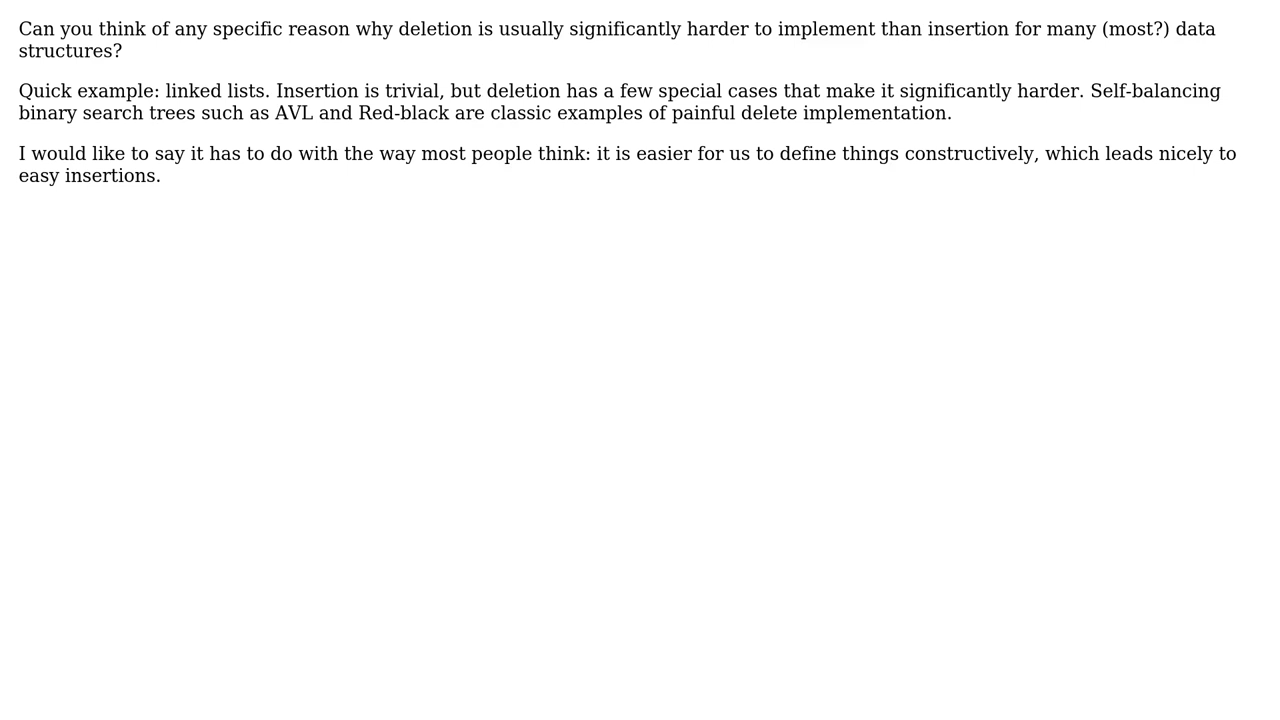 Can you think of any specific reason why deletion is usually significantly harder to implement than insertion for many (most?) data
structures?
Quick example: linked lists. Insertion is trivial, but deletion has a few special cases that make it significantly harder. Self-balancing
binary search trees such as AVL and Red-black are classic examples of painful delete implementation.
I would like to say it has to do with the way most people think: it is easier for us to define things constructively, which leads nicely to
easy insertions.